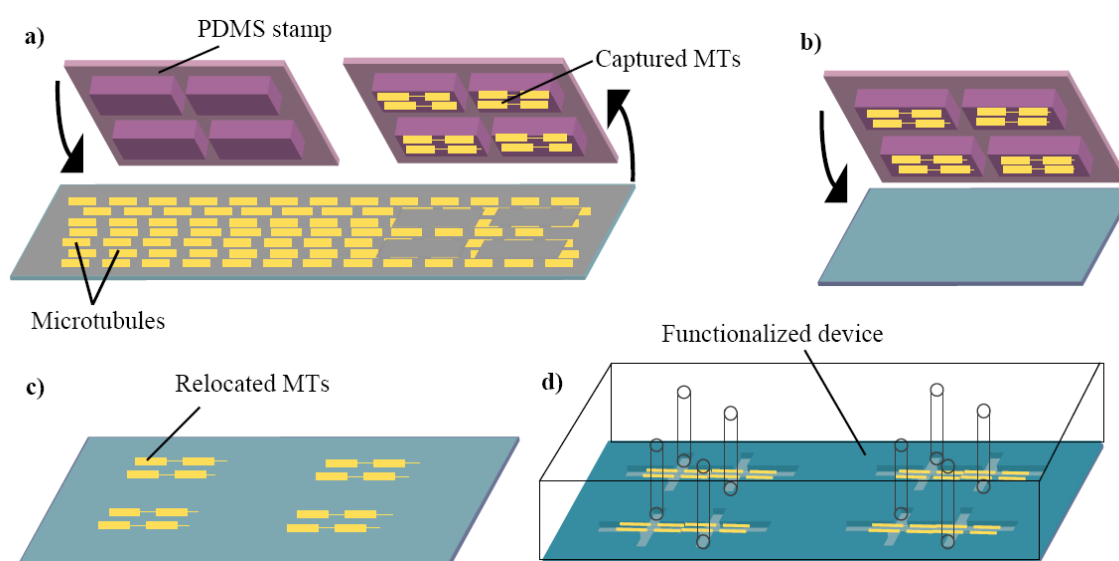 a)
PDMS stamp
Captured MTs
b)
Microtubules
c)
Relocated MTs
Functionalized device
d)